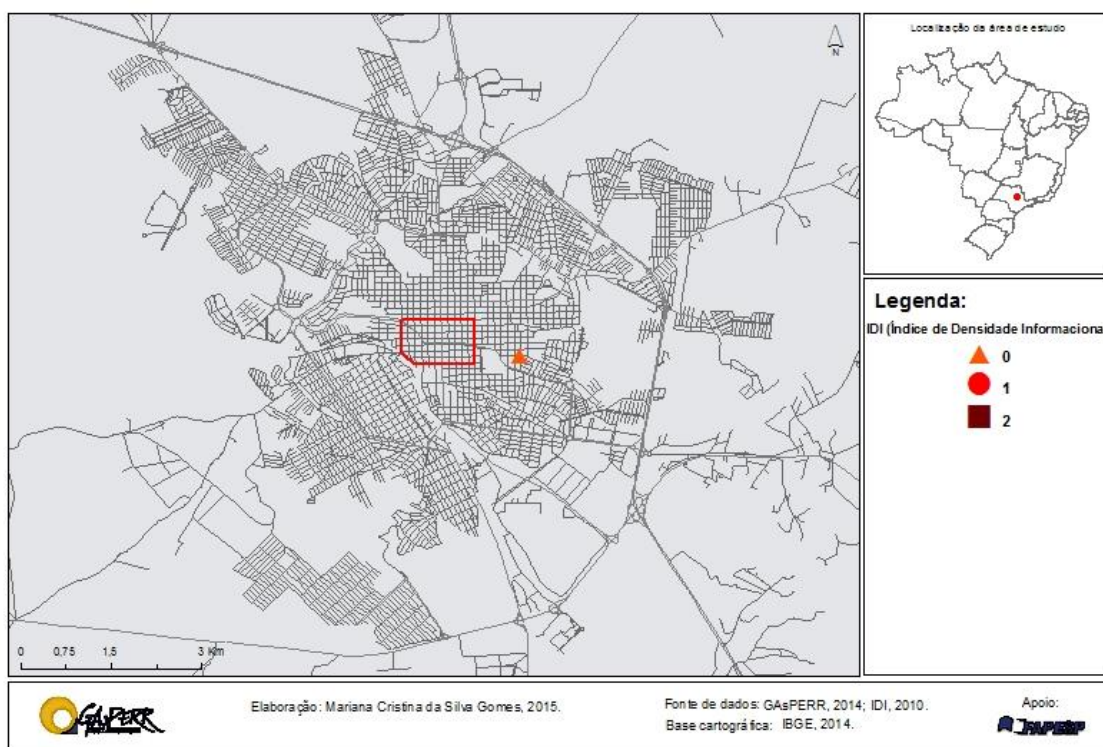 Localização da área de estudo
N
Legenda:
IDI (Índice de Densidade Informaciona
0
1
2
0 0,75 1,5 3 Km
GAsPERR
Elaboração: Mariana Cristina da Silva Gomes, 2015.
Fonte de dados: GAsPERR, 2014; IDI, 2010.
Base cartográfica: IBGE, 2014.
Apoio:
FAPESP